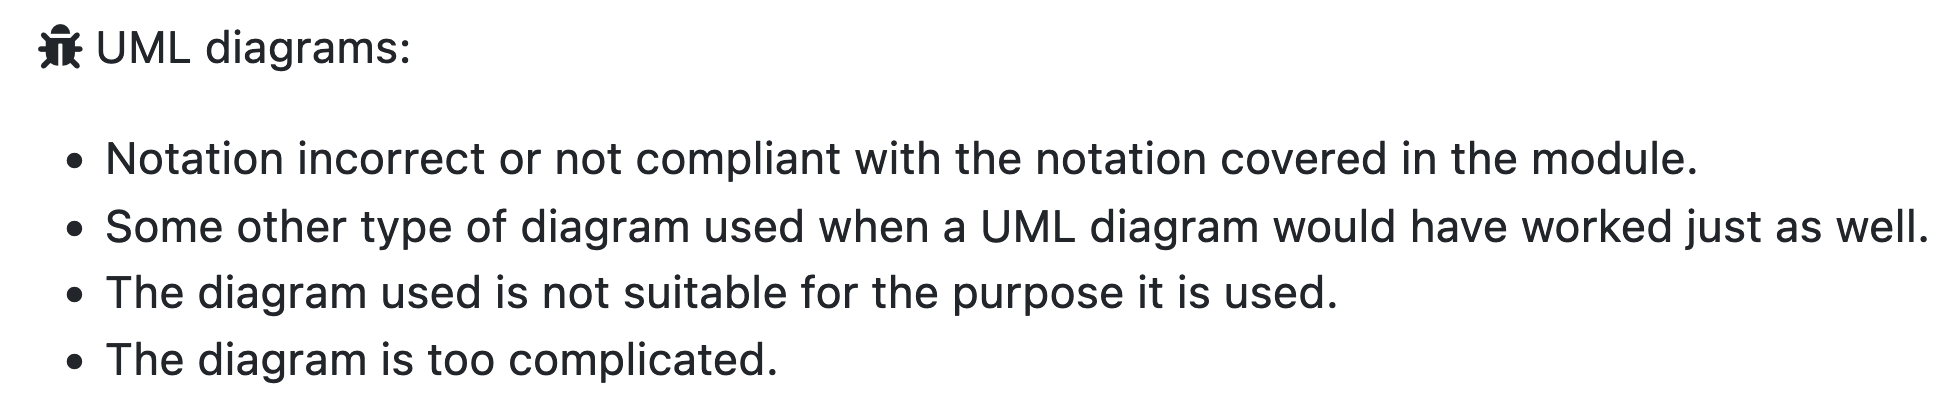 UML diagrams:
Notation incorrect or not compliant with the notation covered in the module.
Some other type of diagram used when a UML diagram would have worked just as well.
The diagram used is not suitable for the purpose it is used.
The diagram is too complicated.